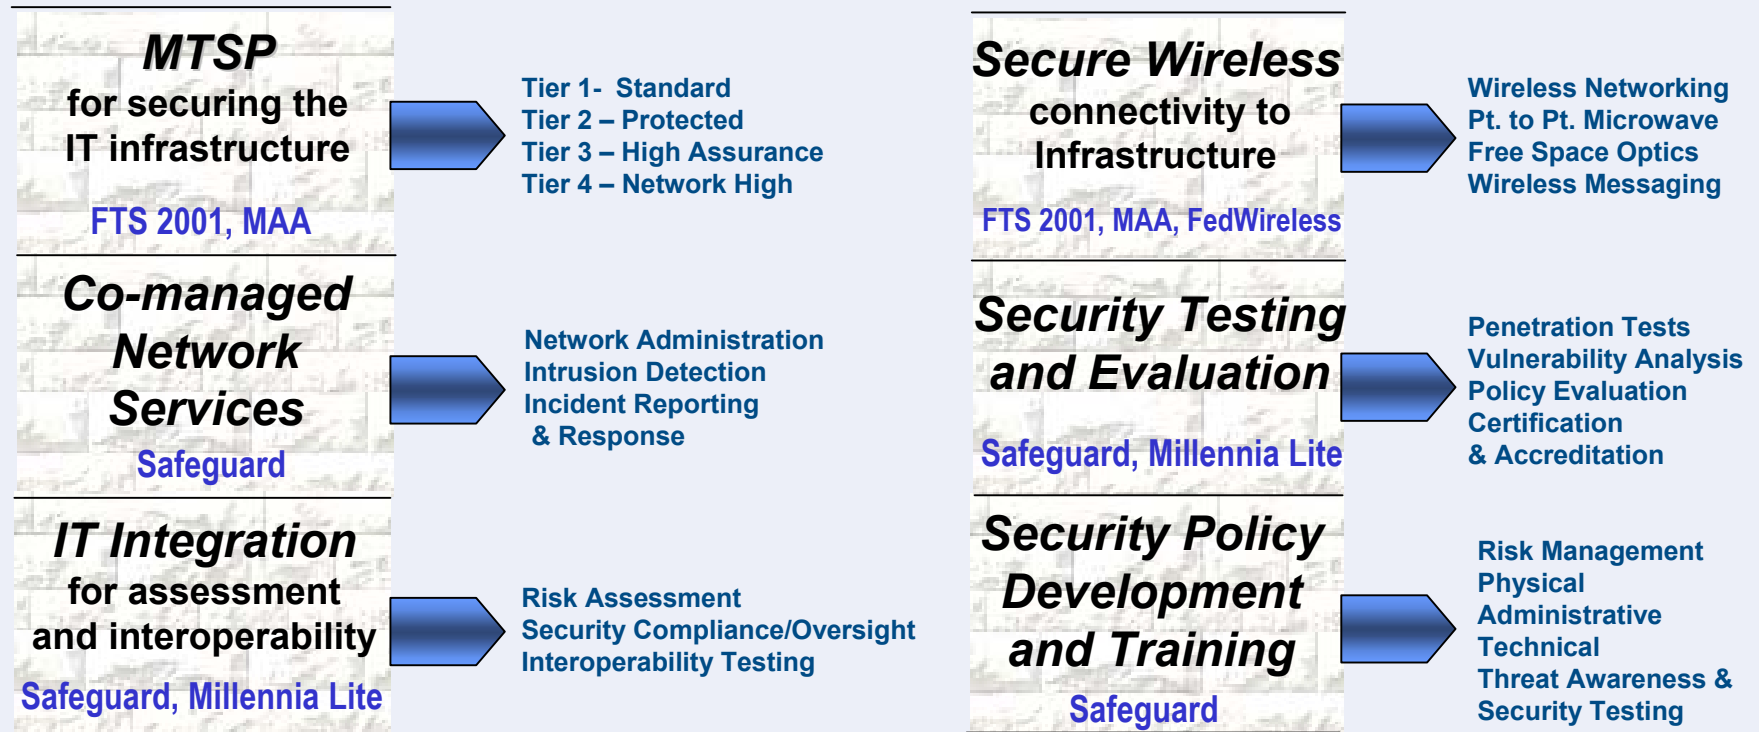 MTSP
for securing the
IT infrastructure
FTS 2001, MAA
Tier 1-  Standard
Tier 2 – Protected
Tier 3 – High Assurance
Tier 4 – Network High
Co-managed
Network
Services
Safeguard
Network Administration
Intrusion Detection
Incident Reporting
& Response
IT Integration
for assessment
and interoperability
Safeguard, Millennia Lite
Risk Assessment
Security Compliance/Oversight
Interoperability Testing
Secure Wireless
connectivity to
Infrastructure
FTS 2001, MAA, FedWireless
Wireless Networking
Pt. to Pt. Microwave
Free Space Optics
Wireless Messaging
Security Testing
and Evaluation
Safeguard, Millennia Lite
Penetration Tests
Vulnerability Analysis
Policy Evaluation
Certification
& Accreditation
Security Policy
Development
and Training
Safeguard
Risk Management
Physical
Administrative
Technical
Threat Awareness &
Security Testing